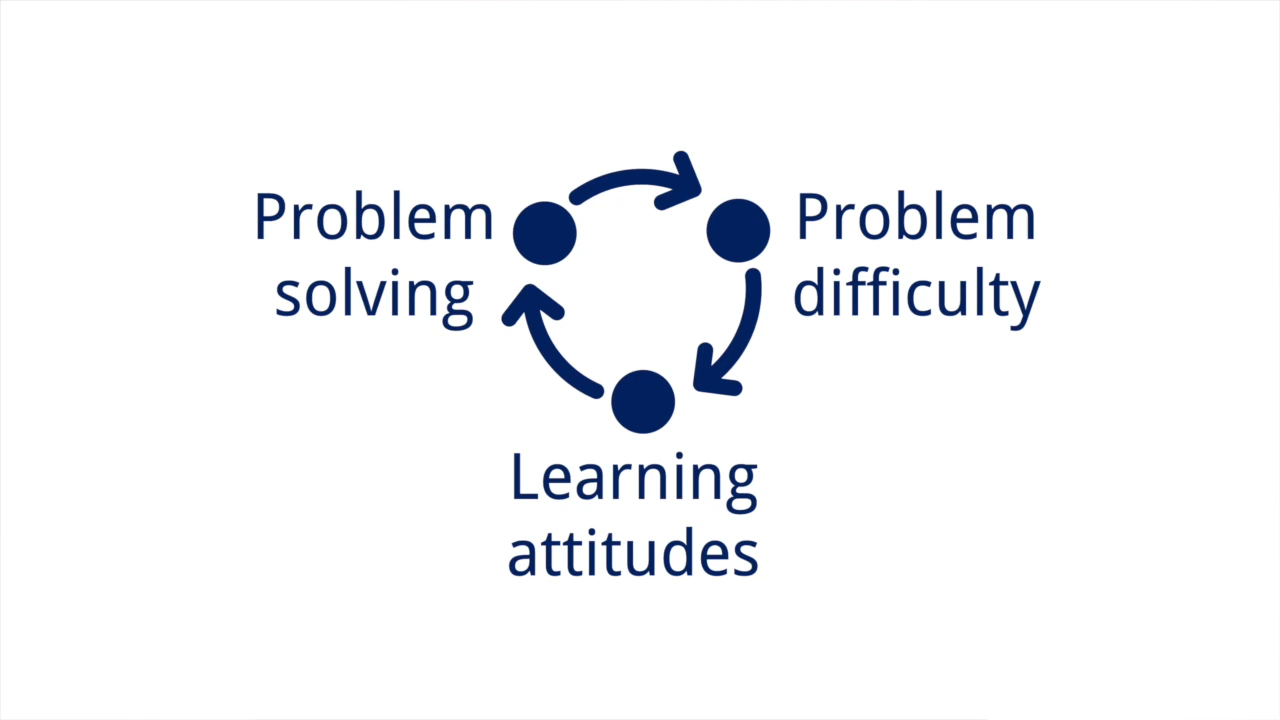 Problem
solving
Problem
difficulty
Learning
attitudes